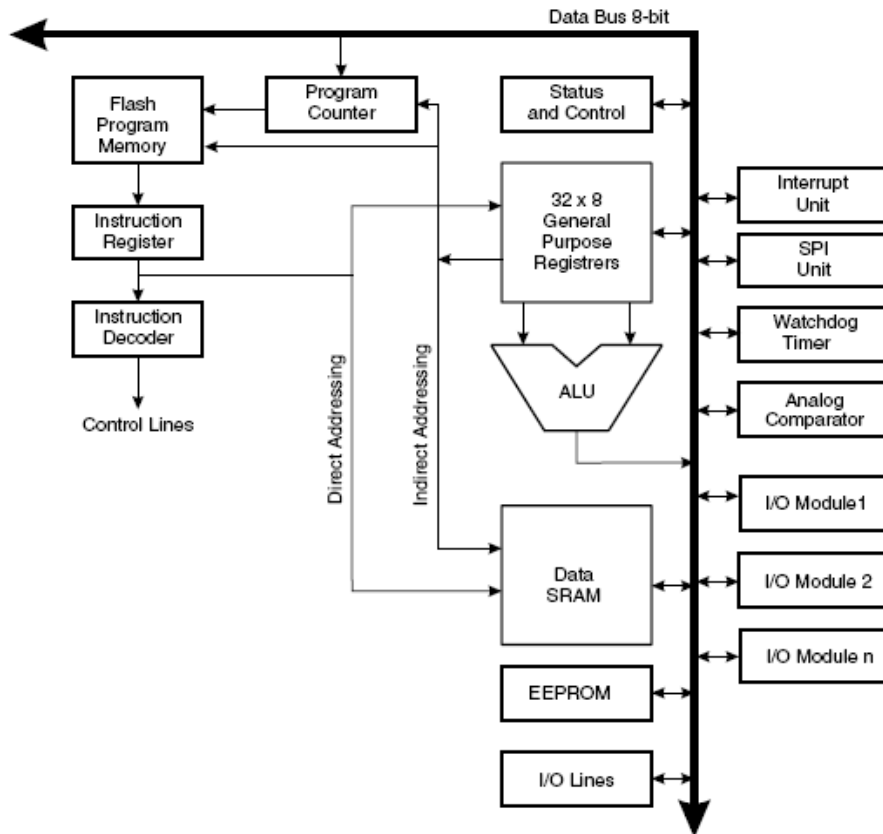 Data Bus 8-bit
Flash
Program
Memory
Program
Counter
Status
and Control
Interrupt
Unit
32 x 8
General
Purpose
Registrers
Instruction
Register
SPI
Unit
Instruction
Decoder
Watchdog
Timer
ALU
Analog
Comparator
Control Lines
Direct Addressing
Indirect Addressing
I/O Module1
Data
SRAM
I/O Module 2
I/O Module n
EEPROM
I/O Lines